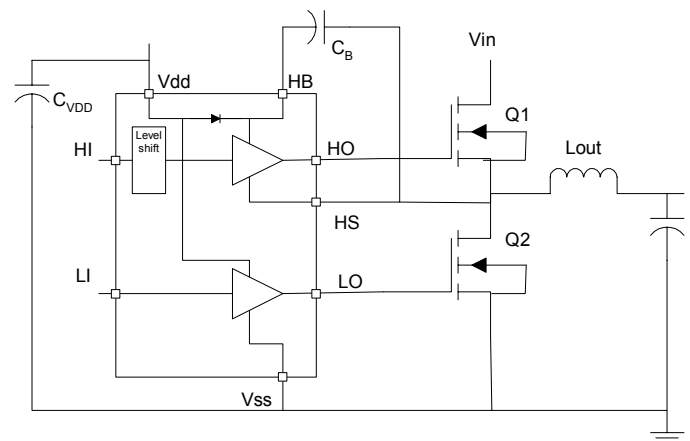 C_B
Vin
Vdd
HB
C_VDD
Q1
Level
shift
HI
HO
Lout
HS
Q2
LI
LO
Vss